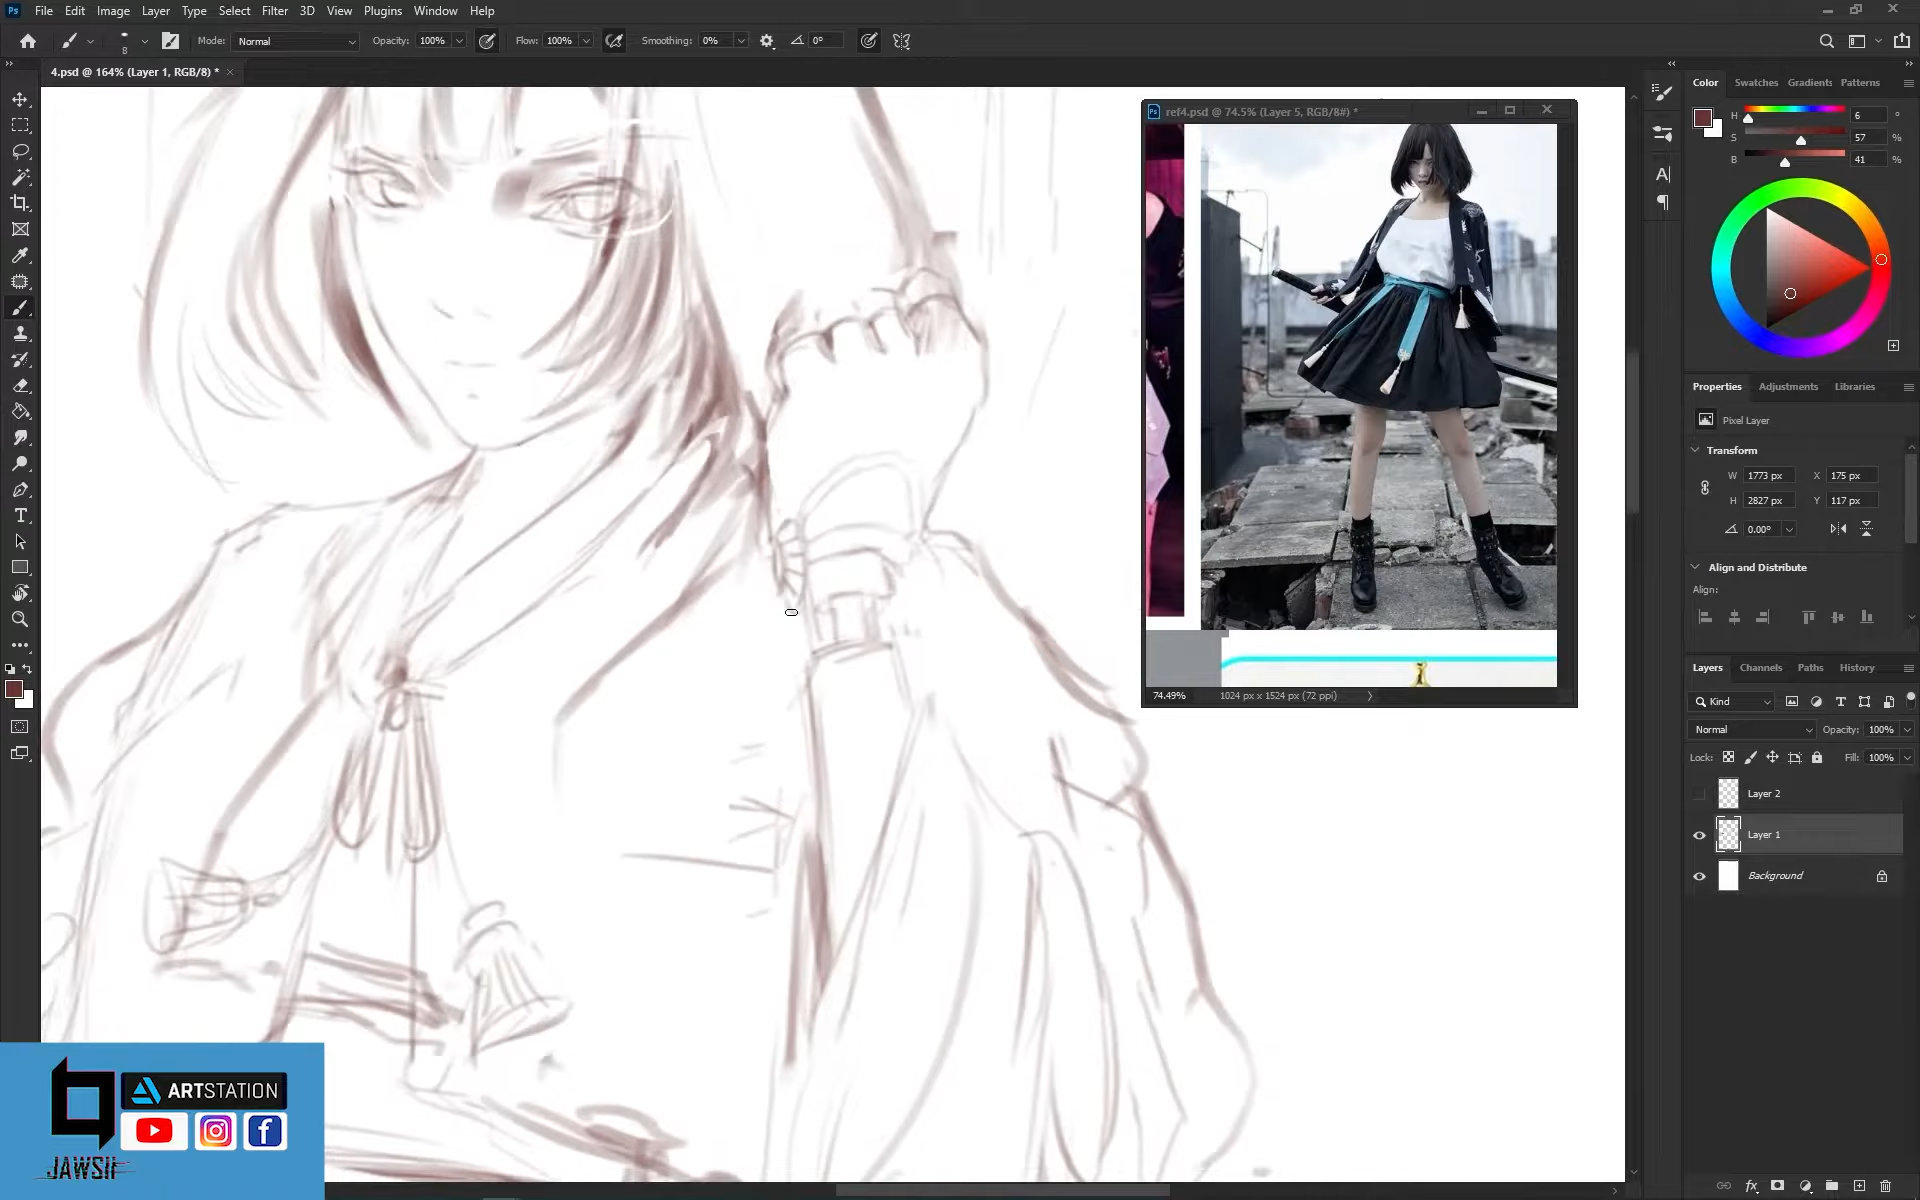 Ps File Edit Image Layer Type Select Filter 3D View Plugins Window Help
8 Mode: Normal Opacity: 100% Flow: 100% Smoothing: 0% 0°
4.psd @ 164% (Layer 1, RGB/8) *
Ps ref4.psd @ 74.5% (Layer 5, RGB/8#) *
74.49% 1024 px x 1524 px (72 ppi)
Color Swatches Gradients Patterns
H 6 °
S 57 %
B 41 %
Properties Adjustments Libraries
Pixel Layer
Transform
W 1773 px X 175 px
H 2827 px Y 117 px
0.00°
Align and Distribute
Align:
Layers Channels Paths History
Kind
Normal Opacity: 100%
Lock: Fill: 100%
Layer 2
Layer 1
Background
ARTSTATION
JAWSIF